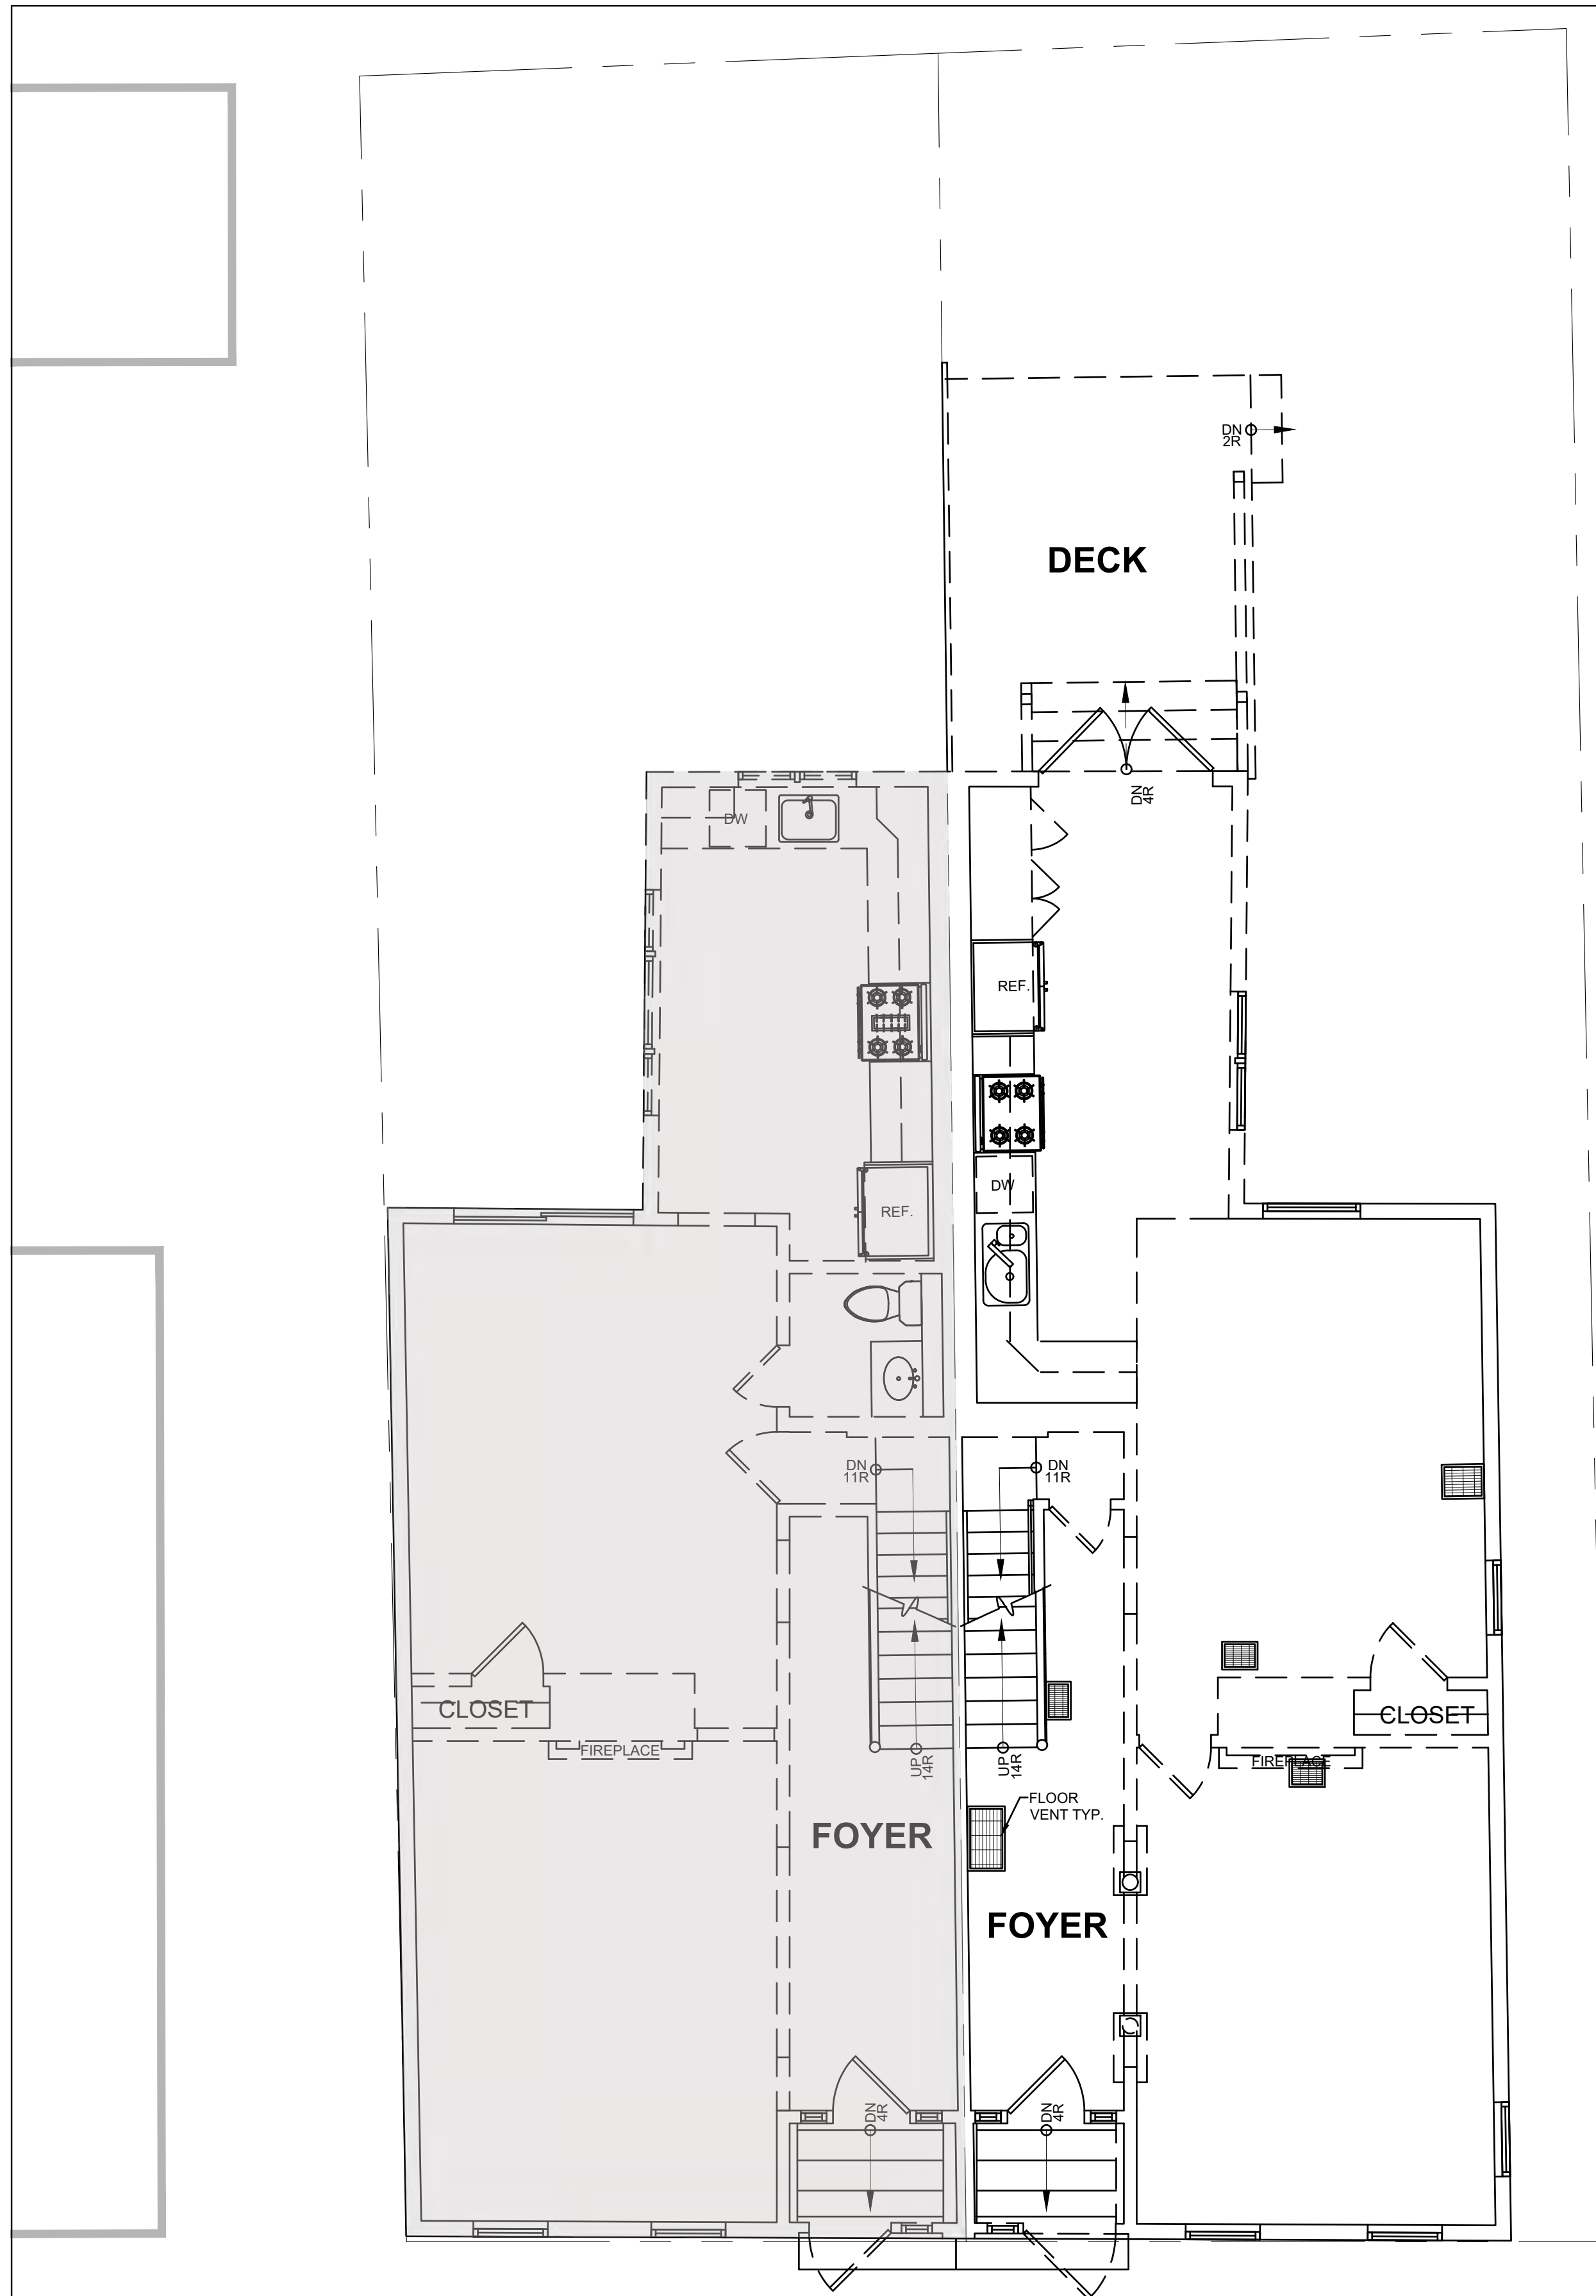 DN
2R
DECK
DN
4R
DW
REF.
DW
REF.
DN
11R
DN
11R
CLOSET
CLOSET
FIREPLACE
FIREPLACE
UP
14R
UP
14R
FLOOR
VENT TYP.
FOYER
FOYER
DN
4R
DN
4R